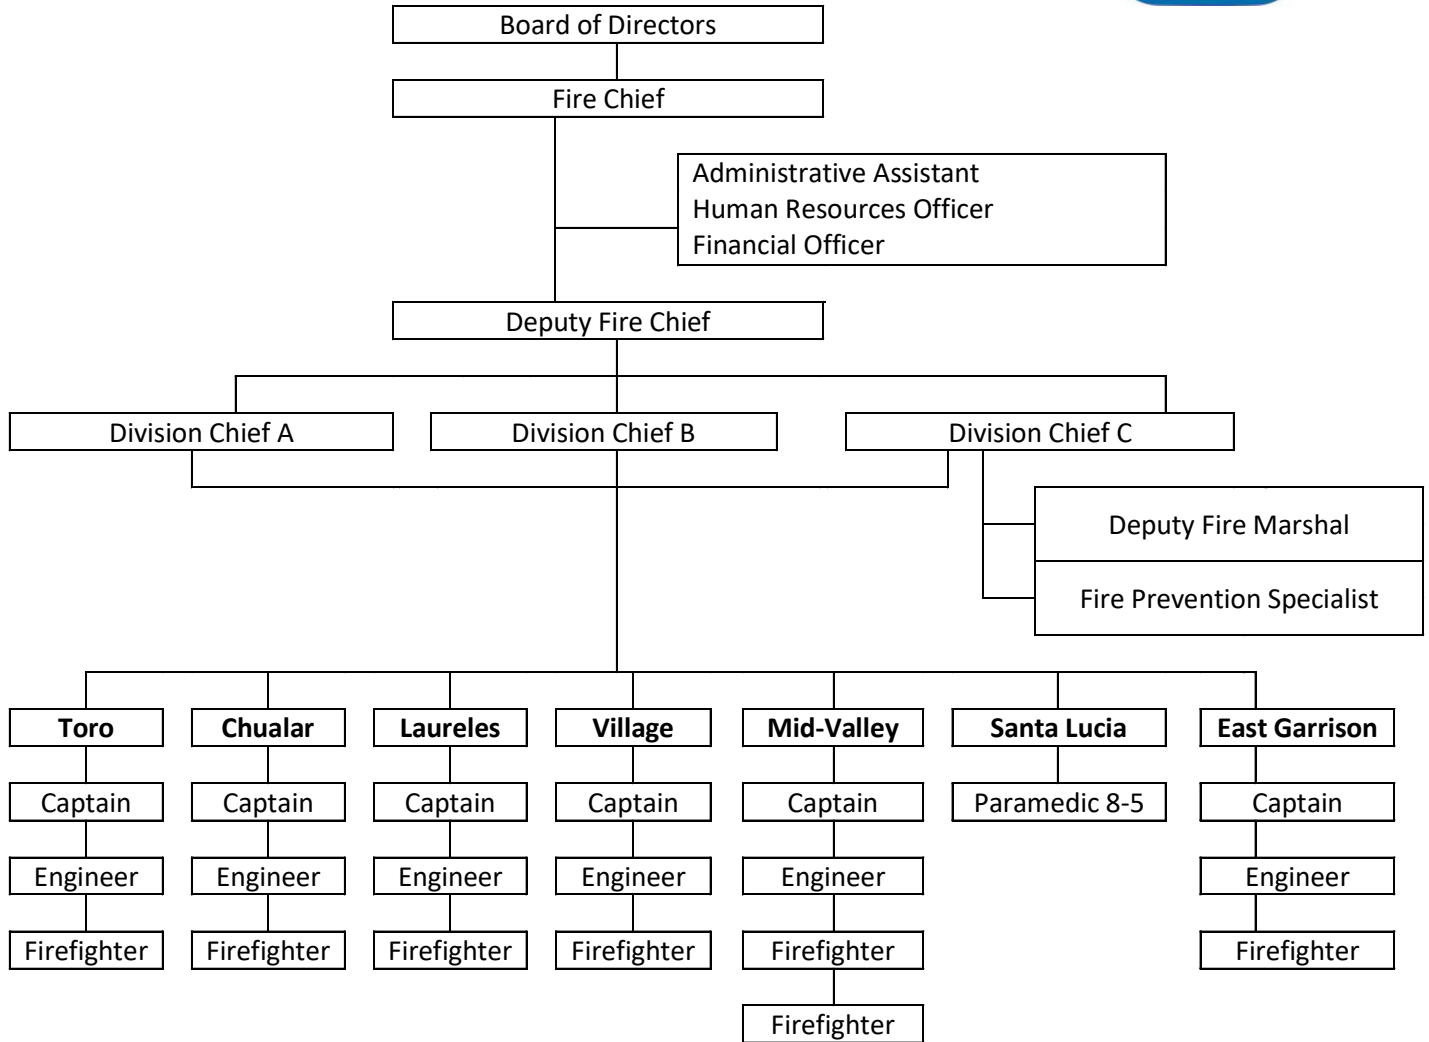 Board of Directors
Fire Chief
Administrative Assistant
Human Resources Officer
Financial Officer
Deputy Fire Chief
Division Chief A
Division Chief B
Division Chief C
Deputy Fire Marshal
Fire Prevention Specialist
Toro
Chualar
Laureles
Village
Mid-Valley
Santa Lucia
East Garrison
Captain
Captain
Captain
Captain
Captain
Paramedic 8-5
Captain
Engineer
Engineer
Engineer
Engineer
Engineer
Engineer
Firefighter
Firefighter
Firefighter
Firefighter
Firefighter
Firefighter
Firefighter